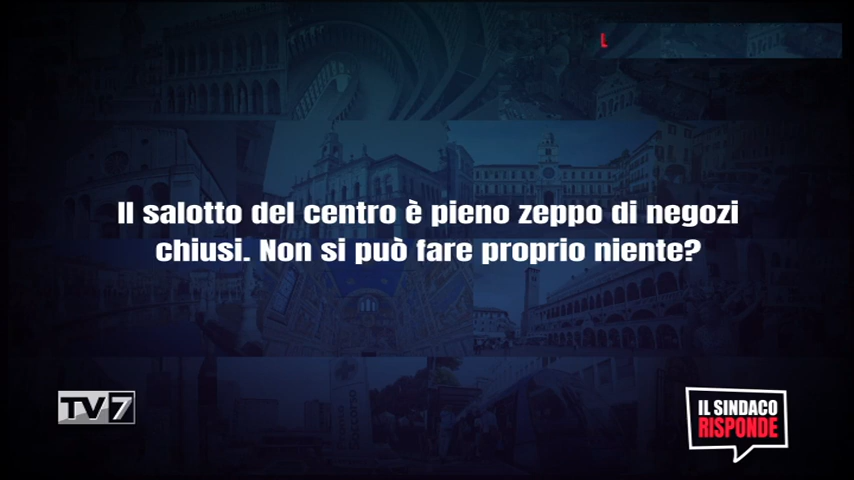 L
Il salotto del centro è pieno zeppo di negozi
chiusi. Non si può fare proprio niente?
TV7
IL SINDACO
RISPONDE